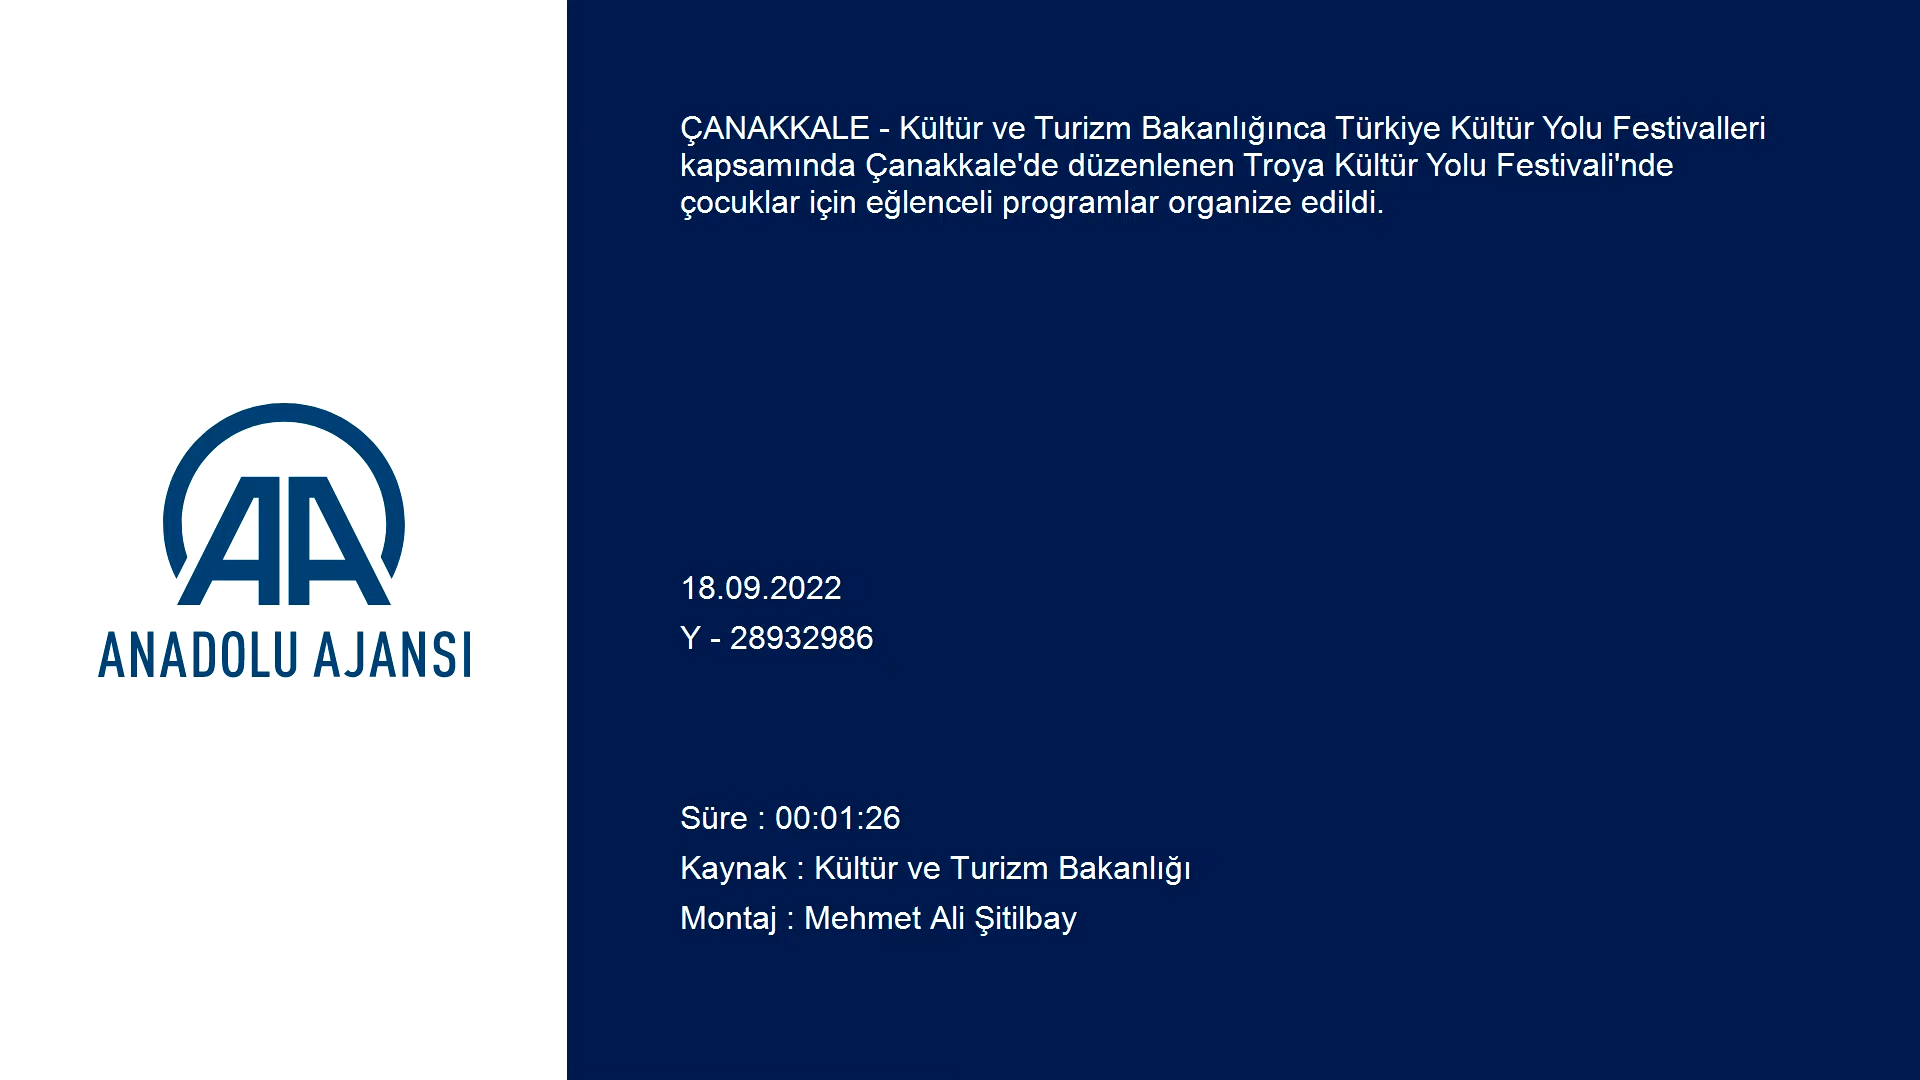 ÇANAKKALE - Kültür ve Turizm Bakanlığınca Türkiye Kültür Yolu Festivalleri
kapsamında Çanakkale'de düzenlenen Troya Kültür Yolu Festivali'nde
çocuklar için eğlenceli programlar organize edildi.
AA
ANADOLU AJANSI
18.09.2022
Y - 28932986
Süre : 00:01:26
Kaynak : Kültür ve Turizm Bakanlığı
Montaj : Mehmet Ali Şitilbay